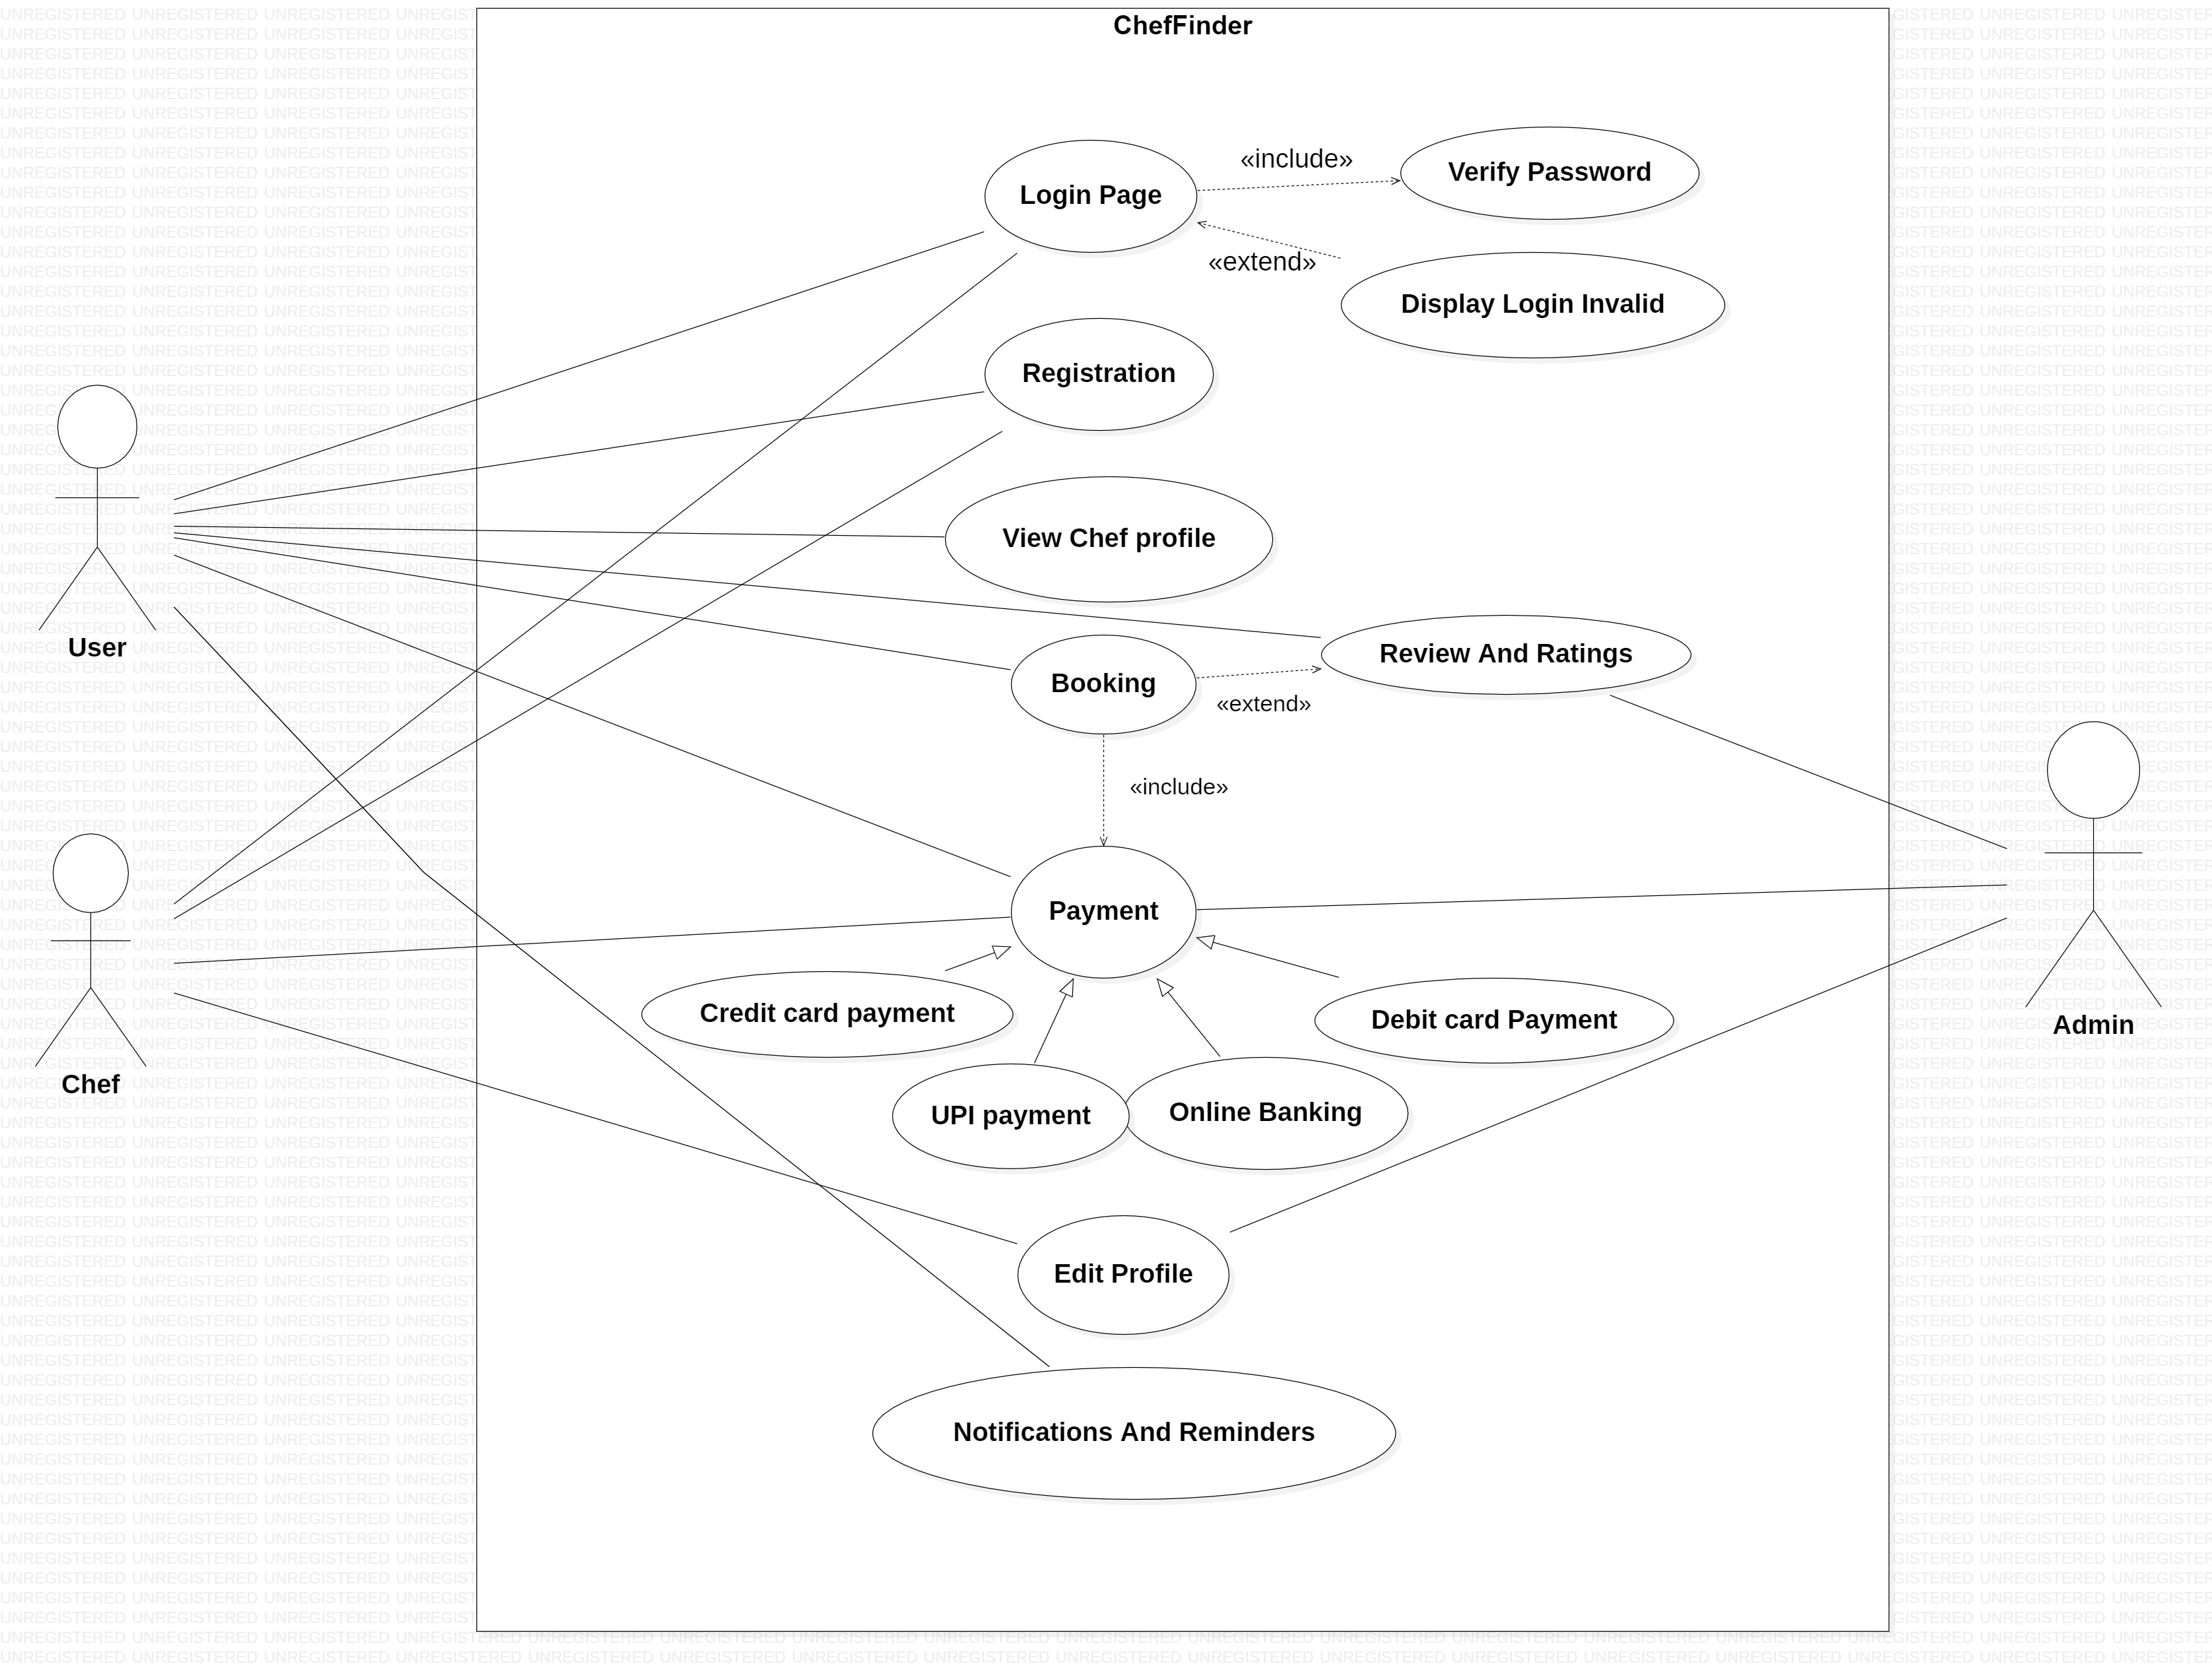 ChefFinder
«include»
Verify Password
Login Page
«extend»
Display Login Invalid
Registration
View Chef profile
User
Review And Ratings
Booking
«extend»
«include»
Payment
Credit card payment
Debit card Payment
Admin
Chef
UPI payment
Online Banking
Edit Profile
Notifications And Reminders
UNREGISTERED